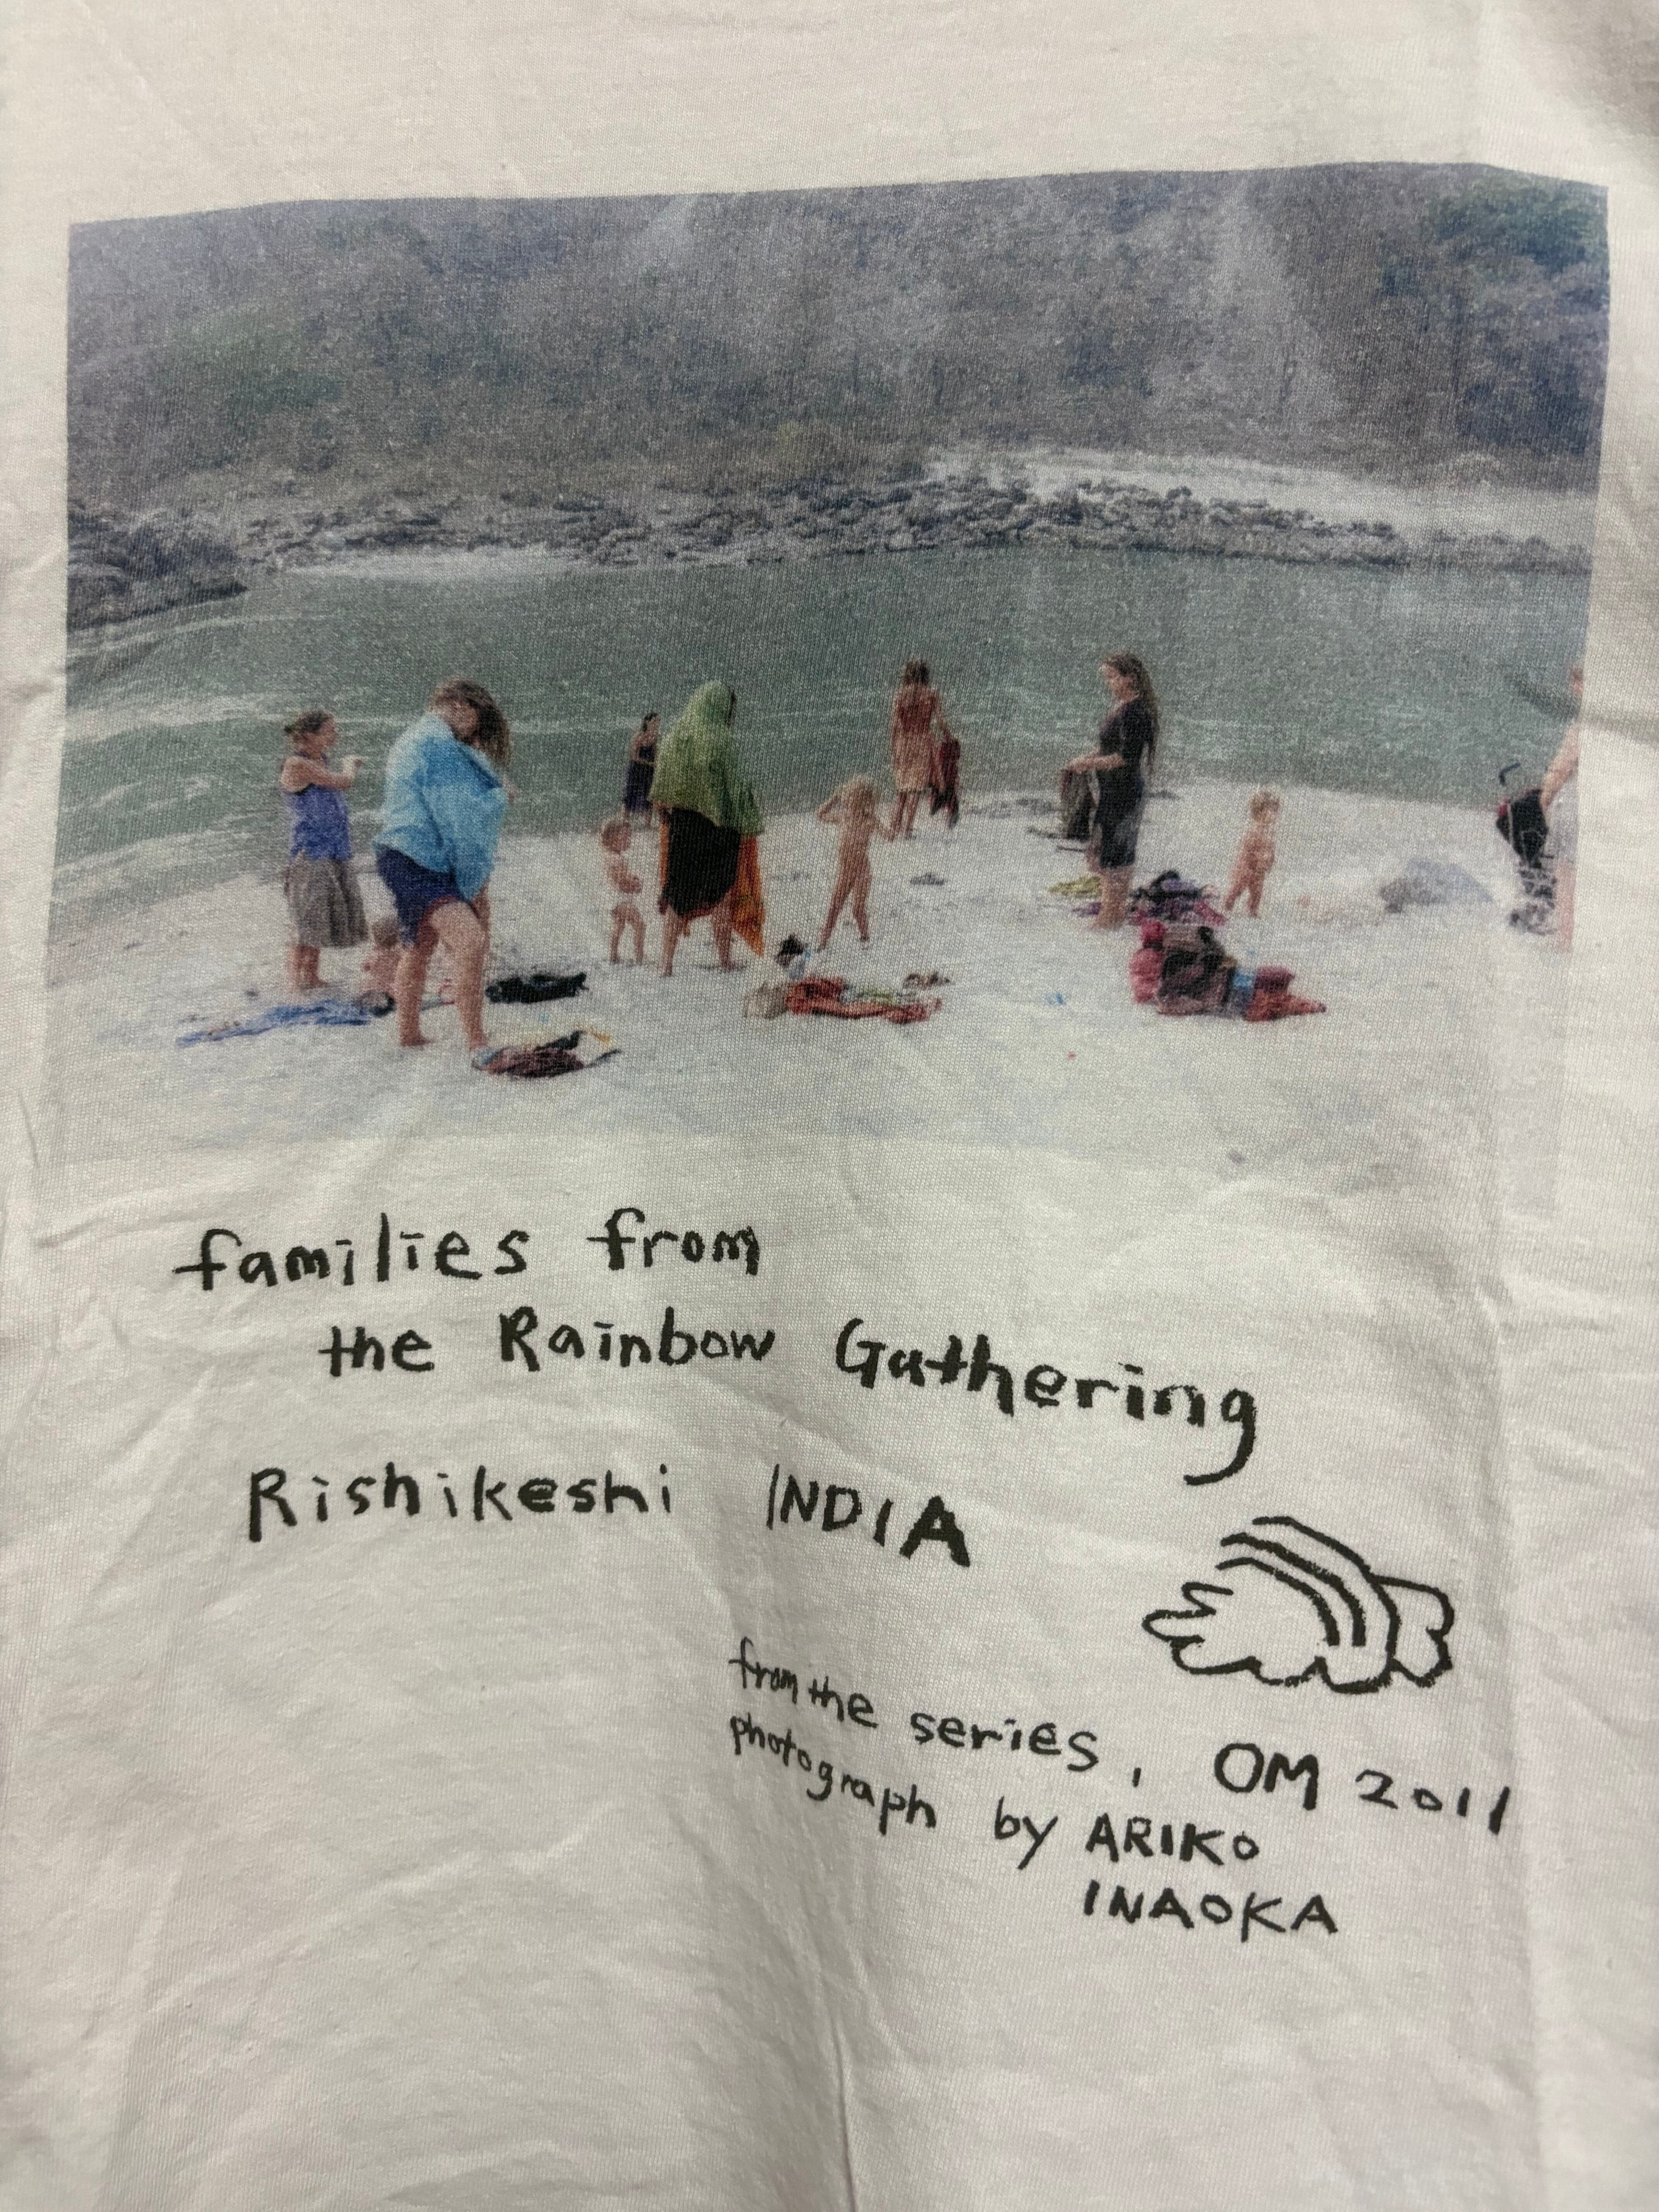 families from
the Rainbow Gathering
Rishikeshi INDIA
from the series, OM 2011
photograph by ARIKO
INAOKA